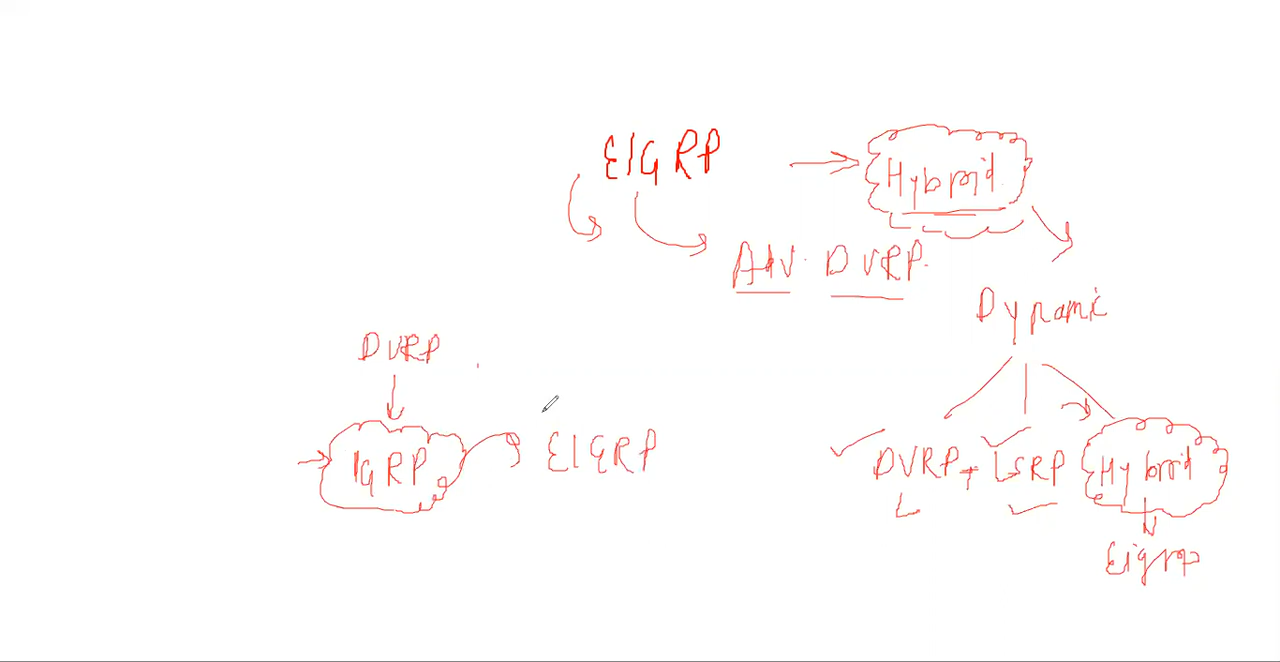 EIGRP
Hybrid
Adv. DVRP.
Dynamic
DVRP
IGRP
EIGRP
DVRP + LSRP
Hybrid
Eigrp